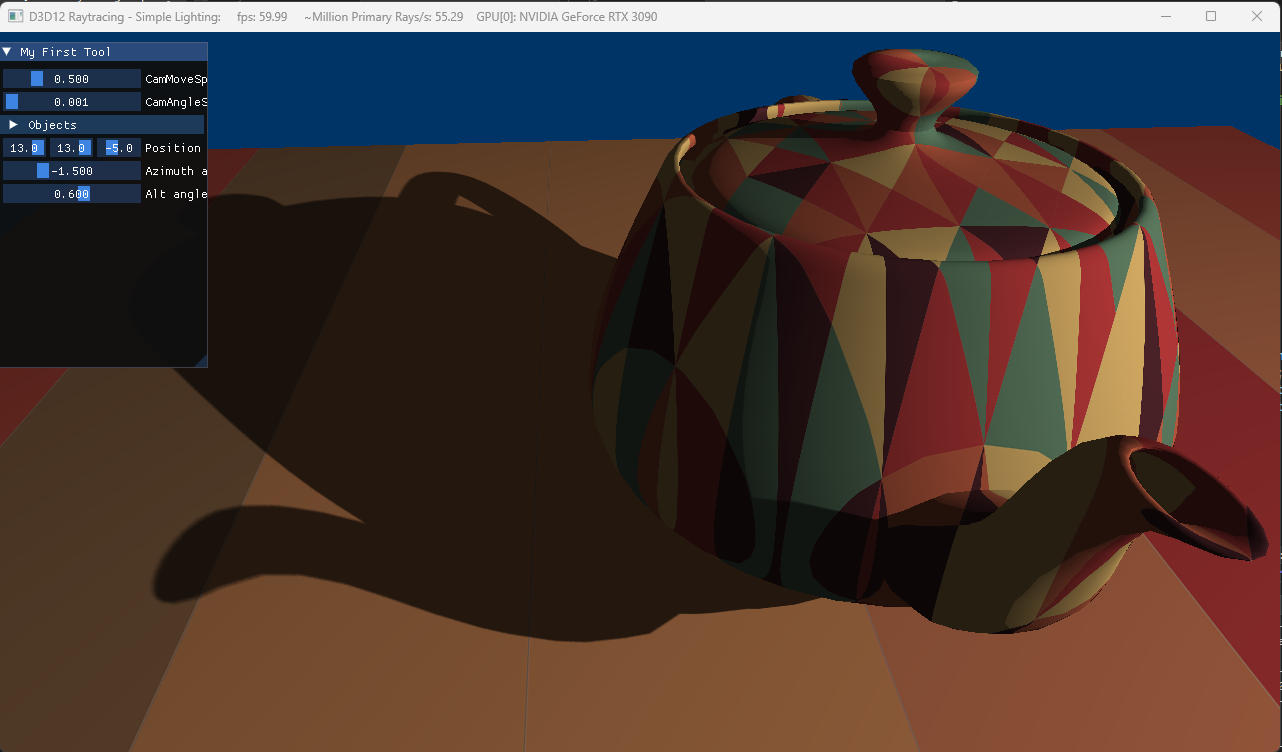 D3D12 Raytracing - Simple Lighting: fps: 59.99 ~Million Primary Rays/s: 55.29 GPU[0]: NVIDIA GeForce RTX 3090
My First Tool
0.500 CamMoveSp
0.001 CamAngleS
Objects
13.0 13.0 -5.0 Position
-1.500 Azimuth a
0.600 Alt angle